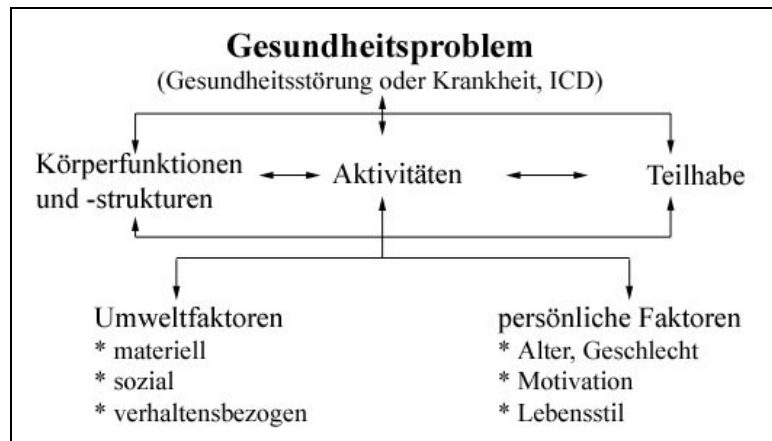 Gesundheitsproblem
(Gesundheitsstörung oder Krankheit, ICD)
Körperfunktionen
und -strukturen
Aktivitäten
Teilhabe
Umweltfaktoren
* materiell
* sozial
* verhaltensbezogen
persönliche Faktoren
* Alter, Geschlecht
* Motivation
* Lebensstil